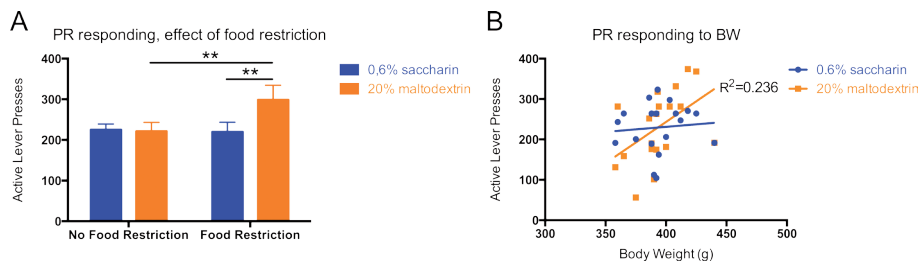 A
PR responding, effect of food restriction
Active Lever Presses
400
300
200
100
0
**
**
No Food Restriction
Food Restriction
0,6% saccharin
20% maltodextrin
B
PR responding to BW
Active Lever Presses
400
300
200
100
0
300
400
500
Body Weight (g)
R²=0.236
0.6% saccharin
20% maltodextrin